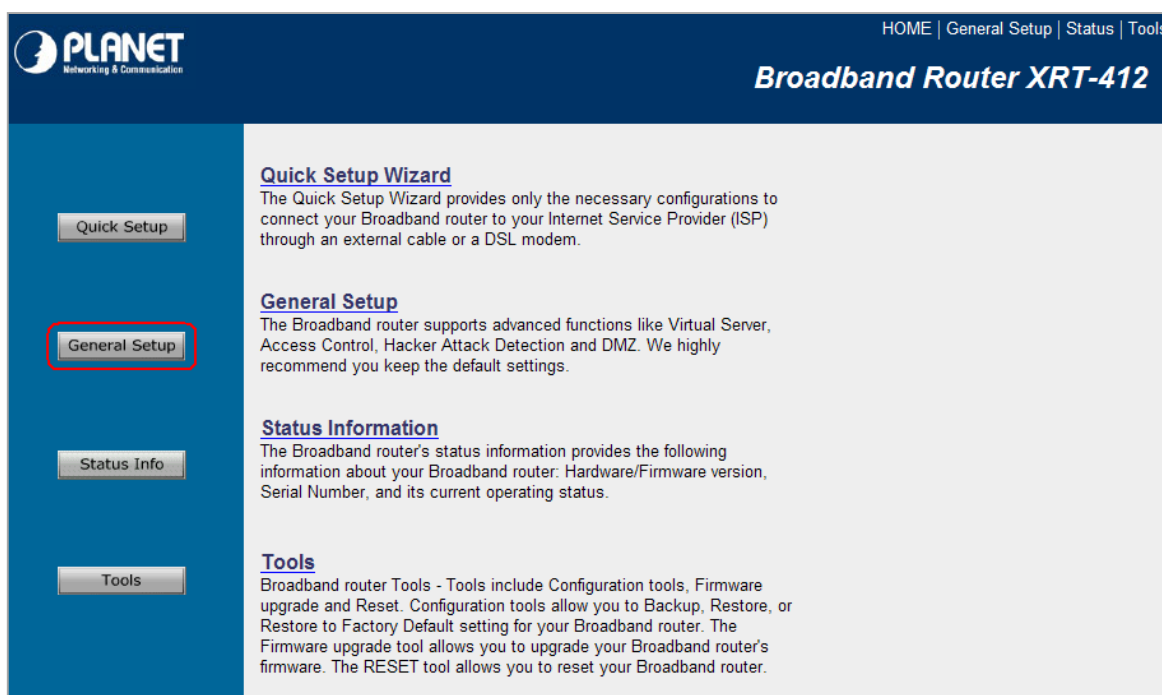 PLANET
Networking & Communication
HOME | General Setup | Status | Tools
Broadband Router XRT-412
Quick Setup
General Setup
Status Info
Tools
Quick Setup Wizard
The Quick Setup Wizard provides only the necessary configurations to
connect your Broadband router to your Internet Service Provider (ISP)
through an external cable or a DSL modem.
General Setup
The Broadband router supports advanced functions like Virtual Server,
Access Control, Hacker Attack Detection and DMZ. We highly
recommend you keep the default settings.
Status Information
The Broadband router's status information provides the following
information about your Broadband router: Hardware/Firmware version,
Serial Number, and its current operating status.
Tools
Broadband router Tools - Tools include Configuration tools, Firmware
upgrade and Reset. Configuration tools allow you to Backup, Restore, or
Restore to Factory Default setting for your Broadband router. The
Firmware upgrade tool allows you to upgrade your Broadband router's
firmware. The RESET tool allows you to reset your Broadband router.